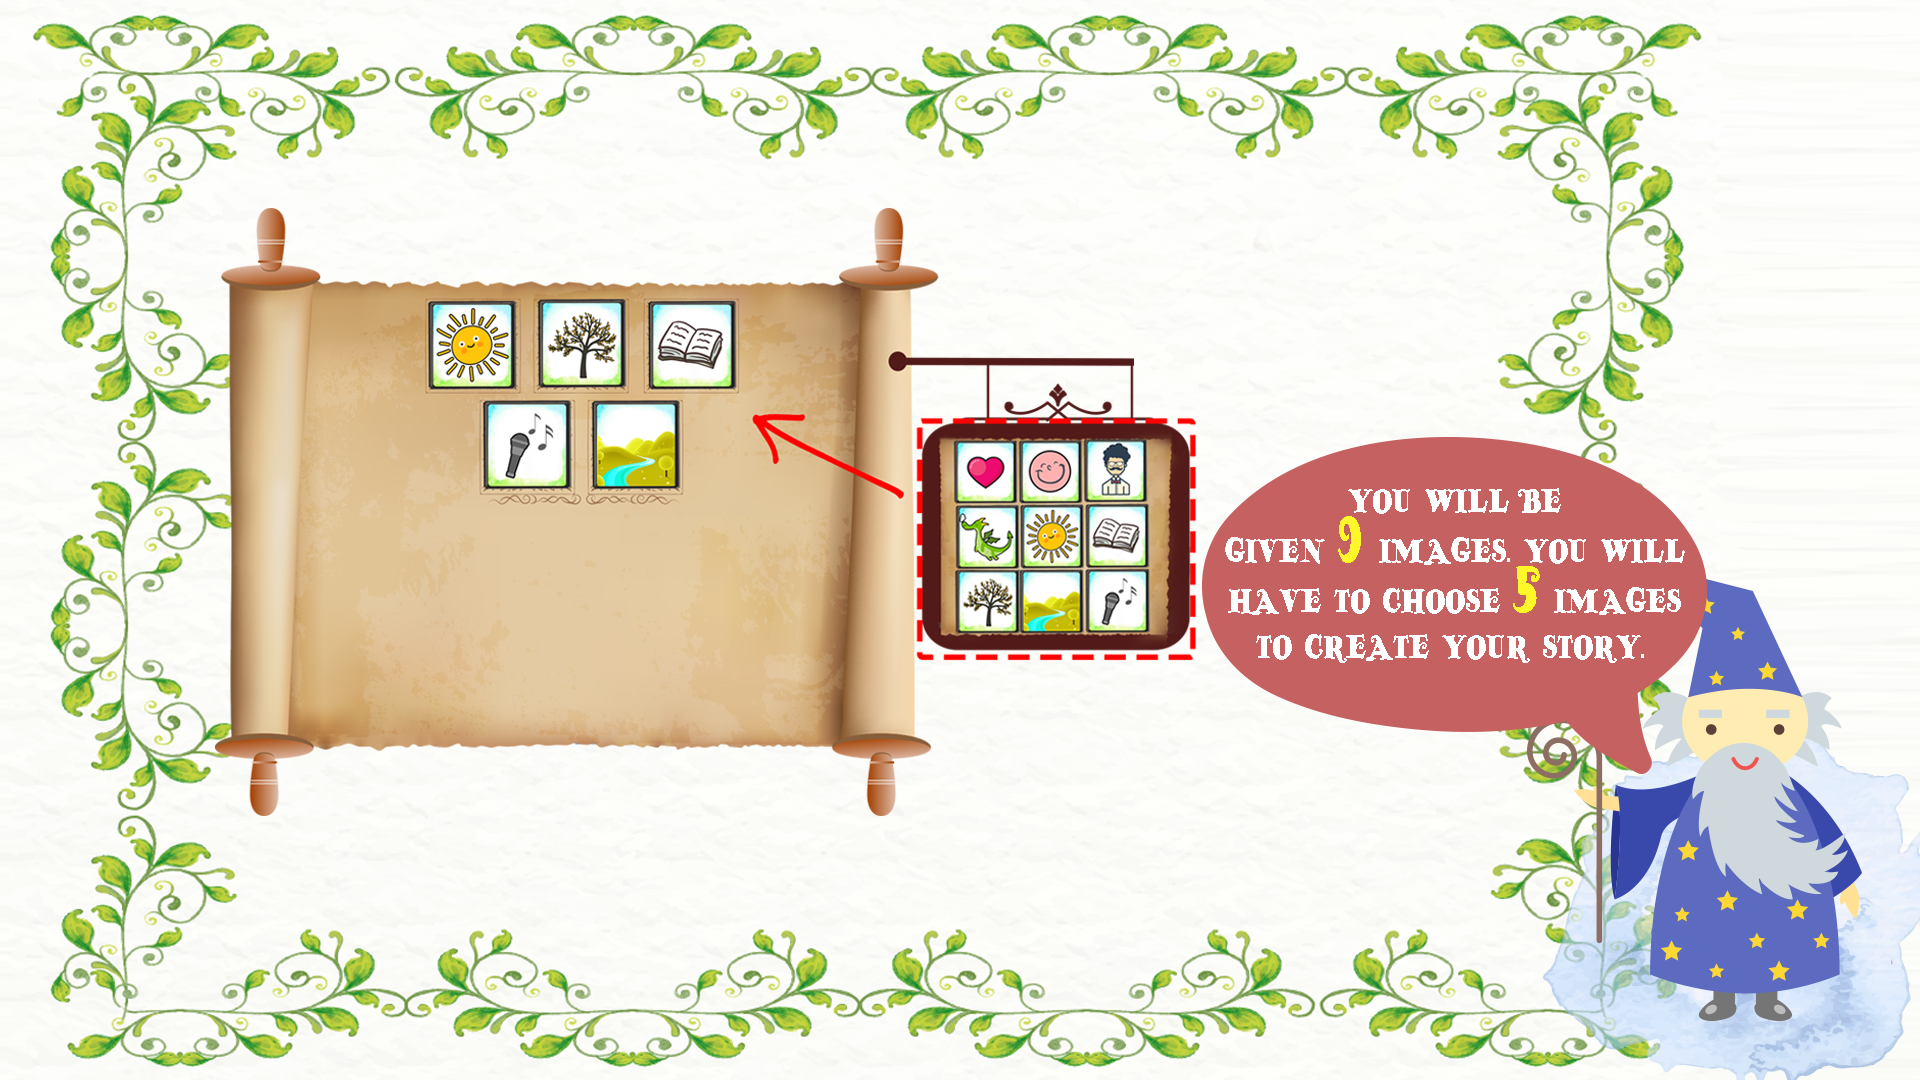 YOU WILL BE
GIVEN 9 IMAGES. YOU WILL
HAVE TO CHOOSE 5 IMAGES
TO CREATE YOUR STORY.